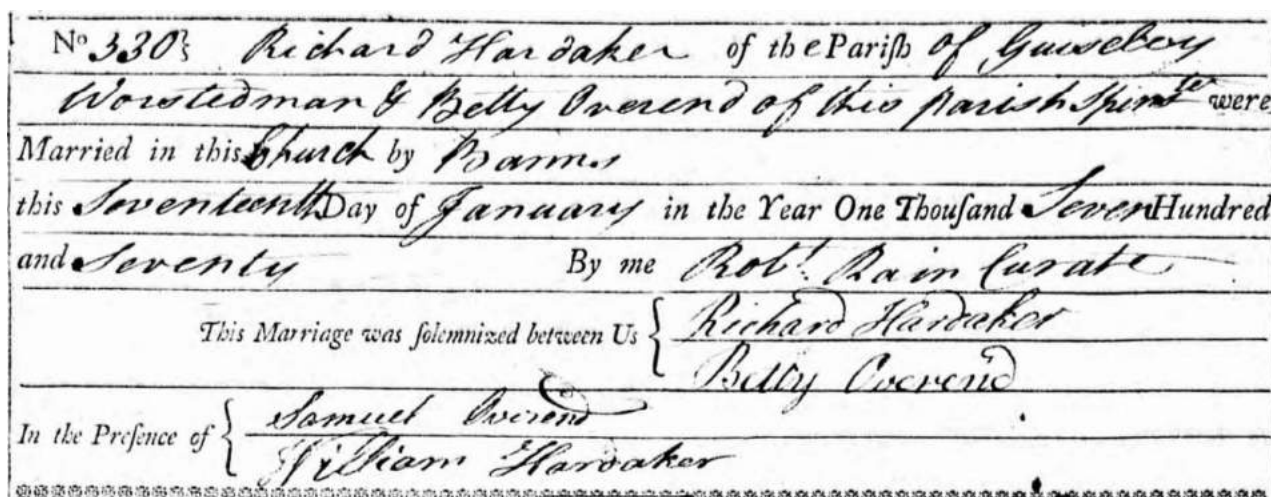 No 330} Richard Hardaker of the Pariſh of Guiseley
Worstedman & Betty Overend of this Parish Spinster were
Married in this Church by Banns
this Seventeenth Day of January in the Year One Thouſand Seven Hundred
and Seventy By me Robt. Rain Curate
This Marriage was ſolemnized between Us { Richard Hardaker
Betty Overend
In the Preſence of { Samuel Overend
William Hardaker